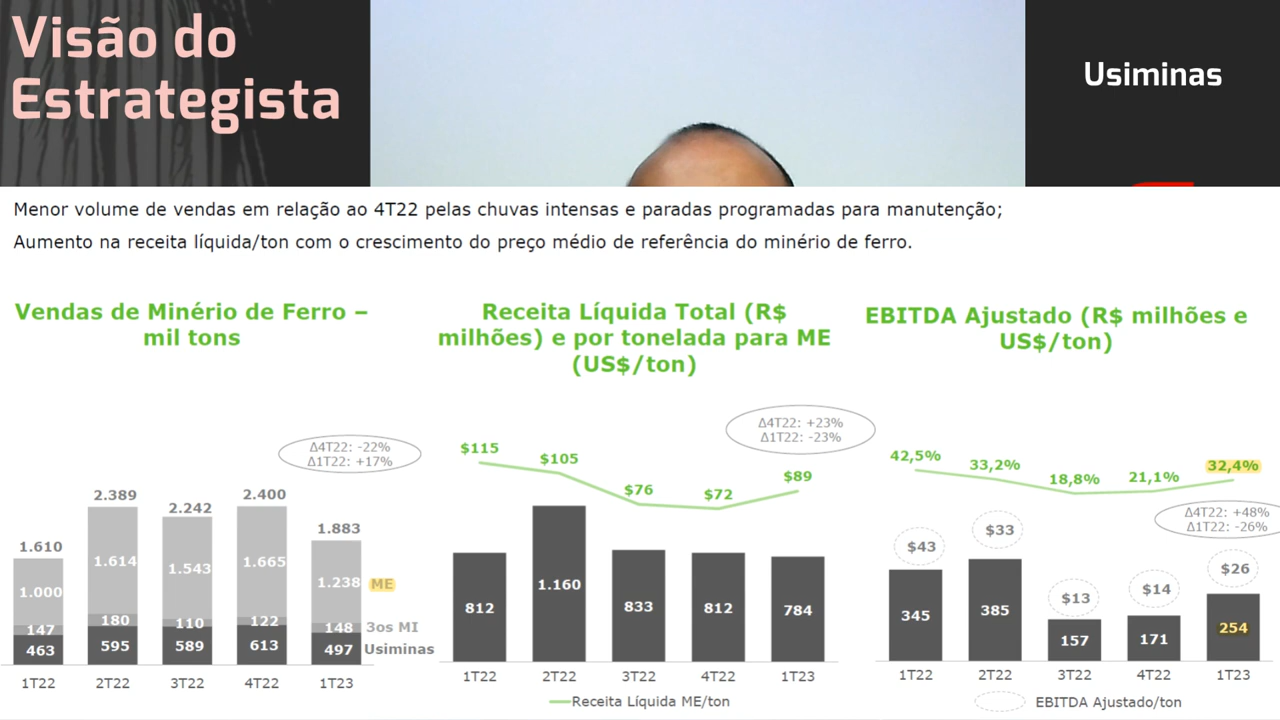 Visão do
Estrategista
Usiminas
Menor volume de vendas em relação ao 4T22 pelas chuvas intensas e paradas programadas para manutenção;
Aumento na receita líquida/ton com o crescimento do preço médio de referência do minério de ferro.
Vendas de Minério de Ferro –
mil tons
Δ4T22: -22%
Δ1T22: +17%
1.610
2.389
2.242
2.400
1.883
1.000
1.614
1.543
1.665
1.238
ME
147
180
110
122
148
3os MI
463
595
589
613
497
Usiminas
1T22
2T22
3T22
4T22
1T23
Receita Líquida Total (R$
milhões) e por tonelada para ME
(US$/ton)
Δ4T22: +23%
Δ1T22: -23%
$115
$105
$76
$72
$89
812
1.160
833
812
784
1T22
2T22
3T22
4T22
1T23
Receita Líquida ME/ton
EBITDA Ajustado (R$ milhões e
US$/ton)
42,5%
33,2%
18,8%
21,1%
32,4%
Δ4T22: +48%
Δ1T22: -26%
$43
$33
$13
$14
$26
345
385
157
171
254
1T22
2T22
3T22
4T22
1T23
EBITDA Ajustado/ton